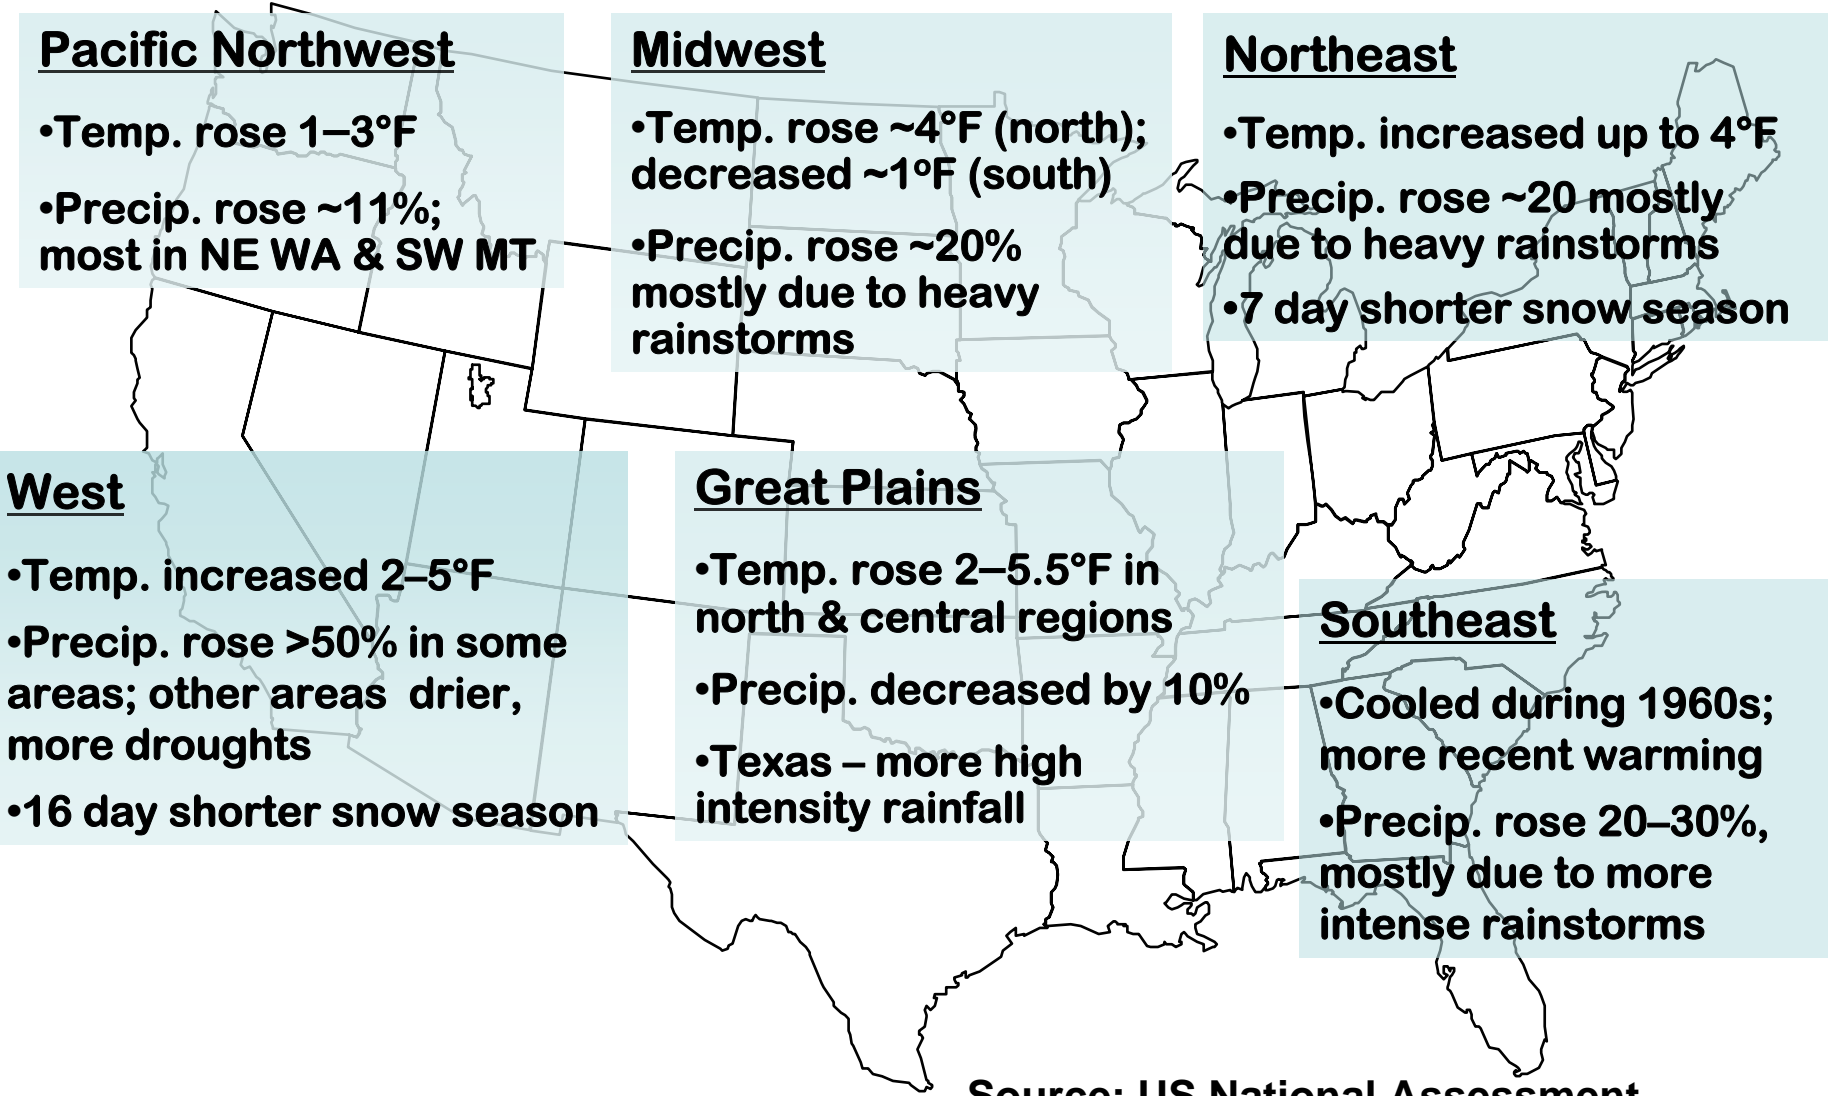 Pacific Northwest
•Temp. rose 1–3°F
•Precip. rose ~11%;
most in NE WA & SW MT
Midwest
•Temp. rose ~4°F (north);
decreased ~1ºF (south)
•Precip. rose ~20%
mostly due to heavy
rainstorms
Northeast
•Temp. increased up to 4°F
•Precip. rose ~20 mostly
due to heavy rainstorms
•7 day shorter snow season
West
•Temp. increased 2–5°F
•Precip. rose >50% in some
areas; other areas  drier,
more droughts
•16 day shorter snow season
Great Plains
•Temp. rose 2–5.5°F in
north & central regions
•Precip. decreased by 10%
•Texas – more high
intensity rainfall
Southeast
•Cooled during 1960s;
more recent warming
•Precip. rose 20–30%,
mostly due to more
intense rainstorms
Source: US National Assessment